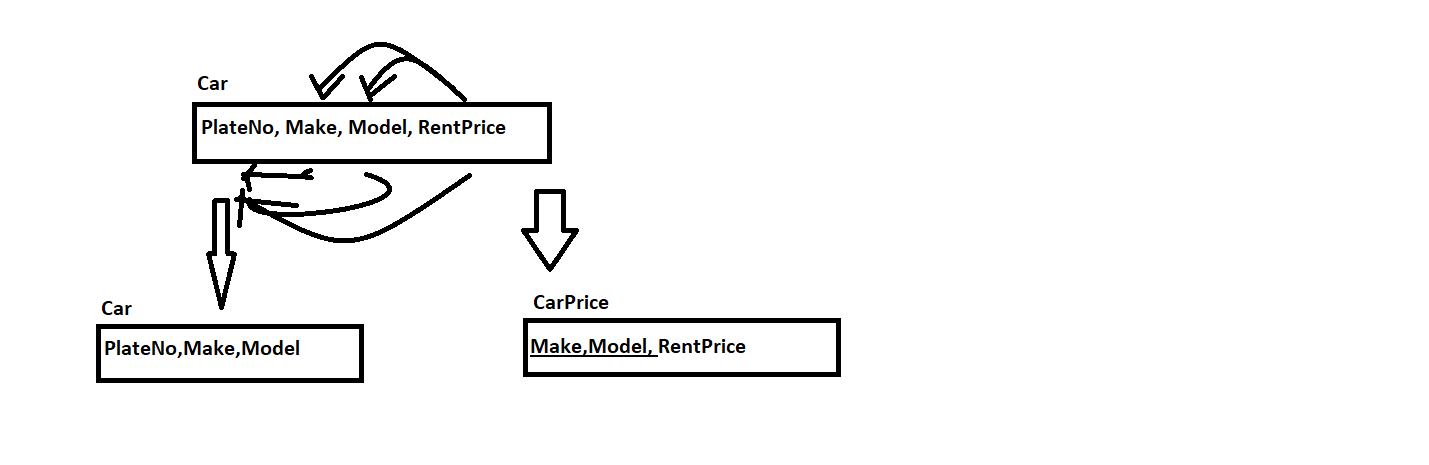 Car
PlateNo, Make, Model, RentPrice
Car
PlateNo,Make,Model
CarPrice
Make,Model, RentPrice